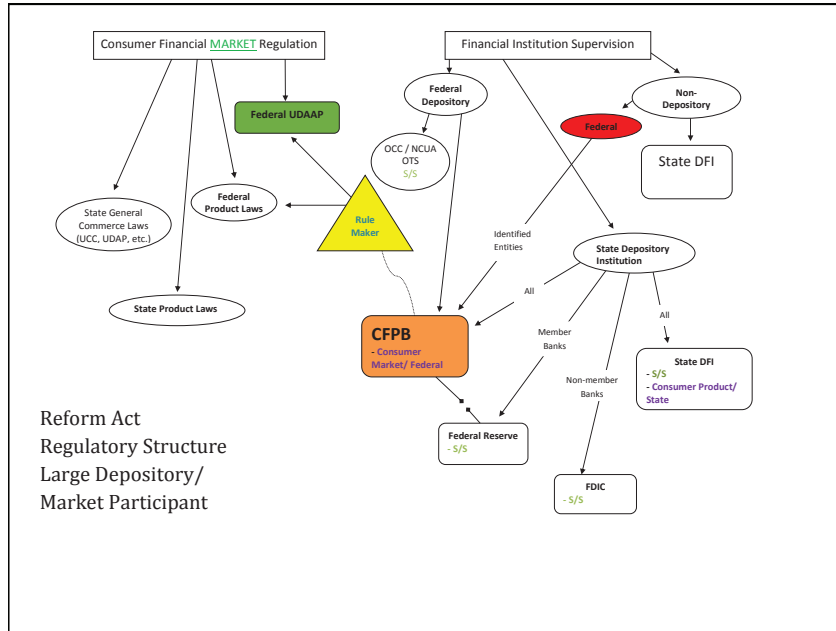 Consumer Financial MARKET Regulation
Financial Institution Supervision
Federal
Depository
Non-
Depository
Federal UDAAP
Federal
OCC / NCUA
OTS
S/S
State DFI
State General
Commerce Laws
(UCC, UDAP, etc.)
Federal
Product Laws
Rule
Maker
Identified
Entities
State Depository
Institution
State Product Laws
All
All
CFPB
- Consumer
Market/ Federal
Member
Banks
Non-member
Banks
State DFI
- S/S
- Consumer Product/
State
Federal Reserve
- S/S
FDIC
- S/S
Reform Act
Regulatory Structure
Large Depository/
Market Participant